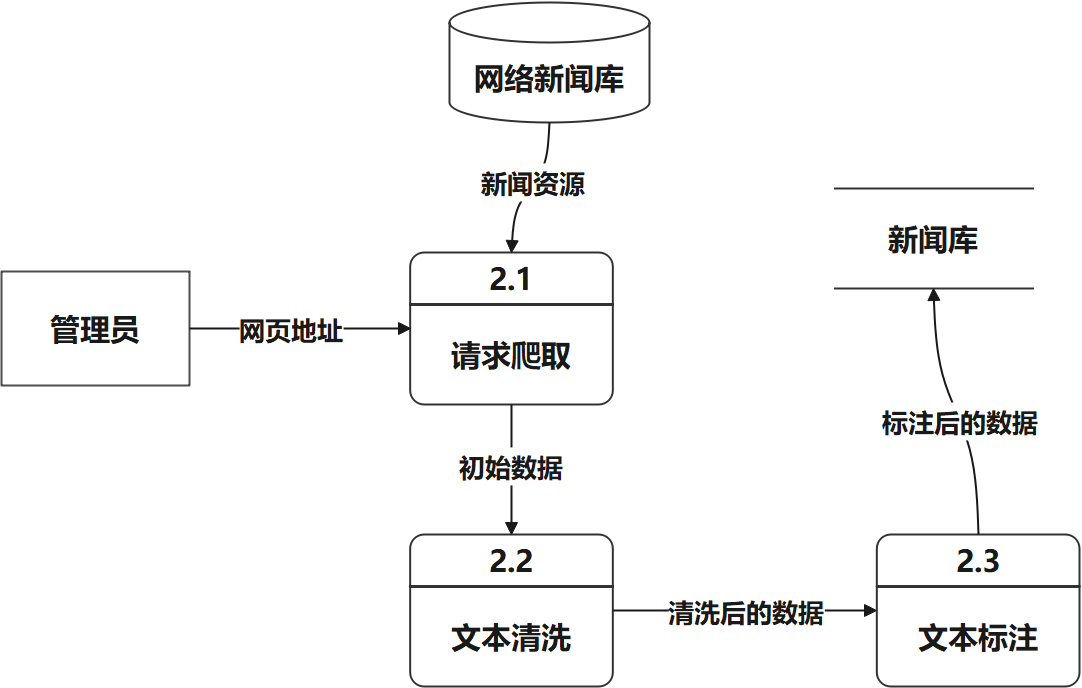 网络新闻库
新闻资源
新闻库
2.1
管理员
网页地址
请求爬取
标注后的数据
初始数据
2.2
2.3
清洗后的数据
文本清洗
文本标注